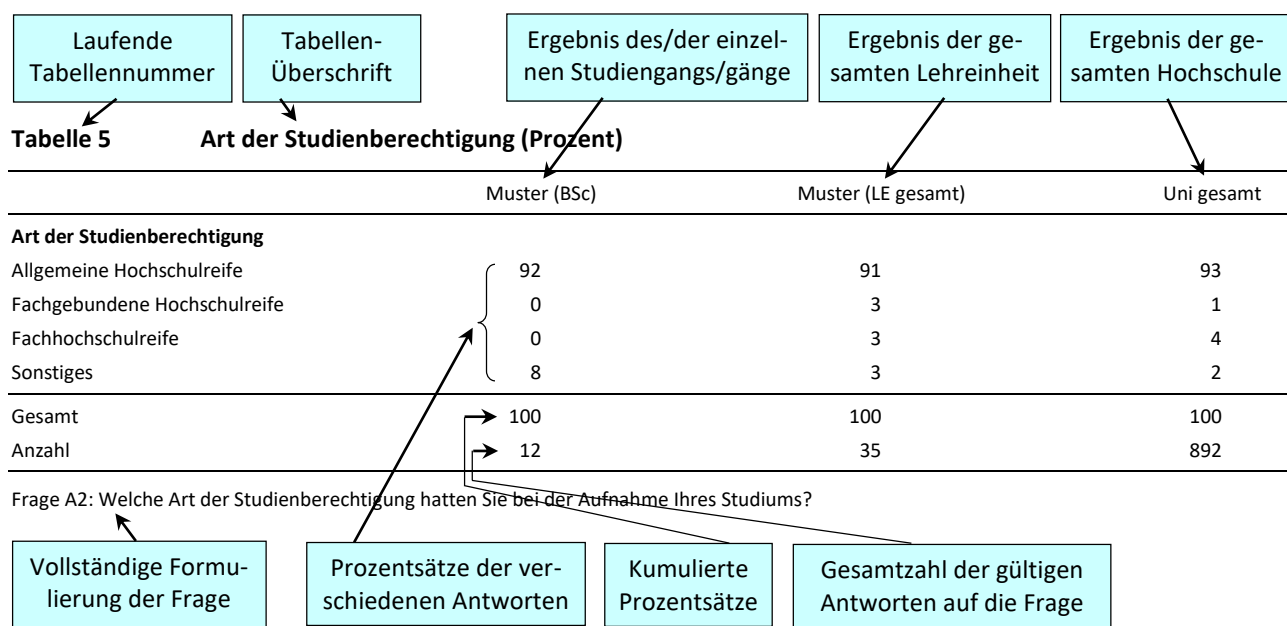 Laufende
Tabellennummer
Tabellen-
Überschrift
Ergebnis des/der einzel-
nen Studiengangs/gänge
Ergebnis der ge-
samten Lehreinheit
Ergebnis der ge-
samten Hochschule
Tabelle 5 Art der Studienberechtigung (Prozent)
Muster (BSc) Muster (LE gesamt) Uni gesamt
Art der Studienberechtigung
Allgemeine Hochschulreife 92 91 93
Fachgebundene Hochschulreife 0 3 1
Fachhochschulreife 0 3 4
Sonstiges 8 3 2
Gesamt 100 100 100
Anzahl 12 35 892
Frage A2: Welche Art der Studienberechtigung hatten Sie bei der Aufnahme Ihres Studiums?
Vollständige Formu-
lierung der Frage
Prozentsätze der ver-
schiedenen Antworten
Kumulierte
Prozentsätze
Gesamtzahl der gültigen
Antworten auf die Frage